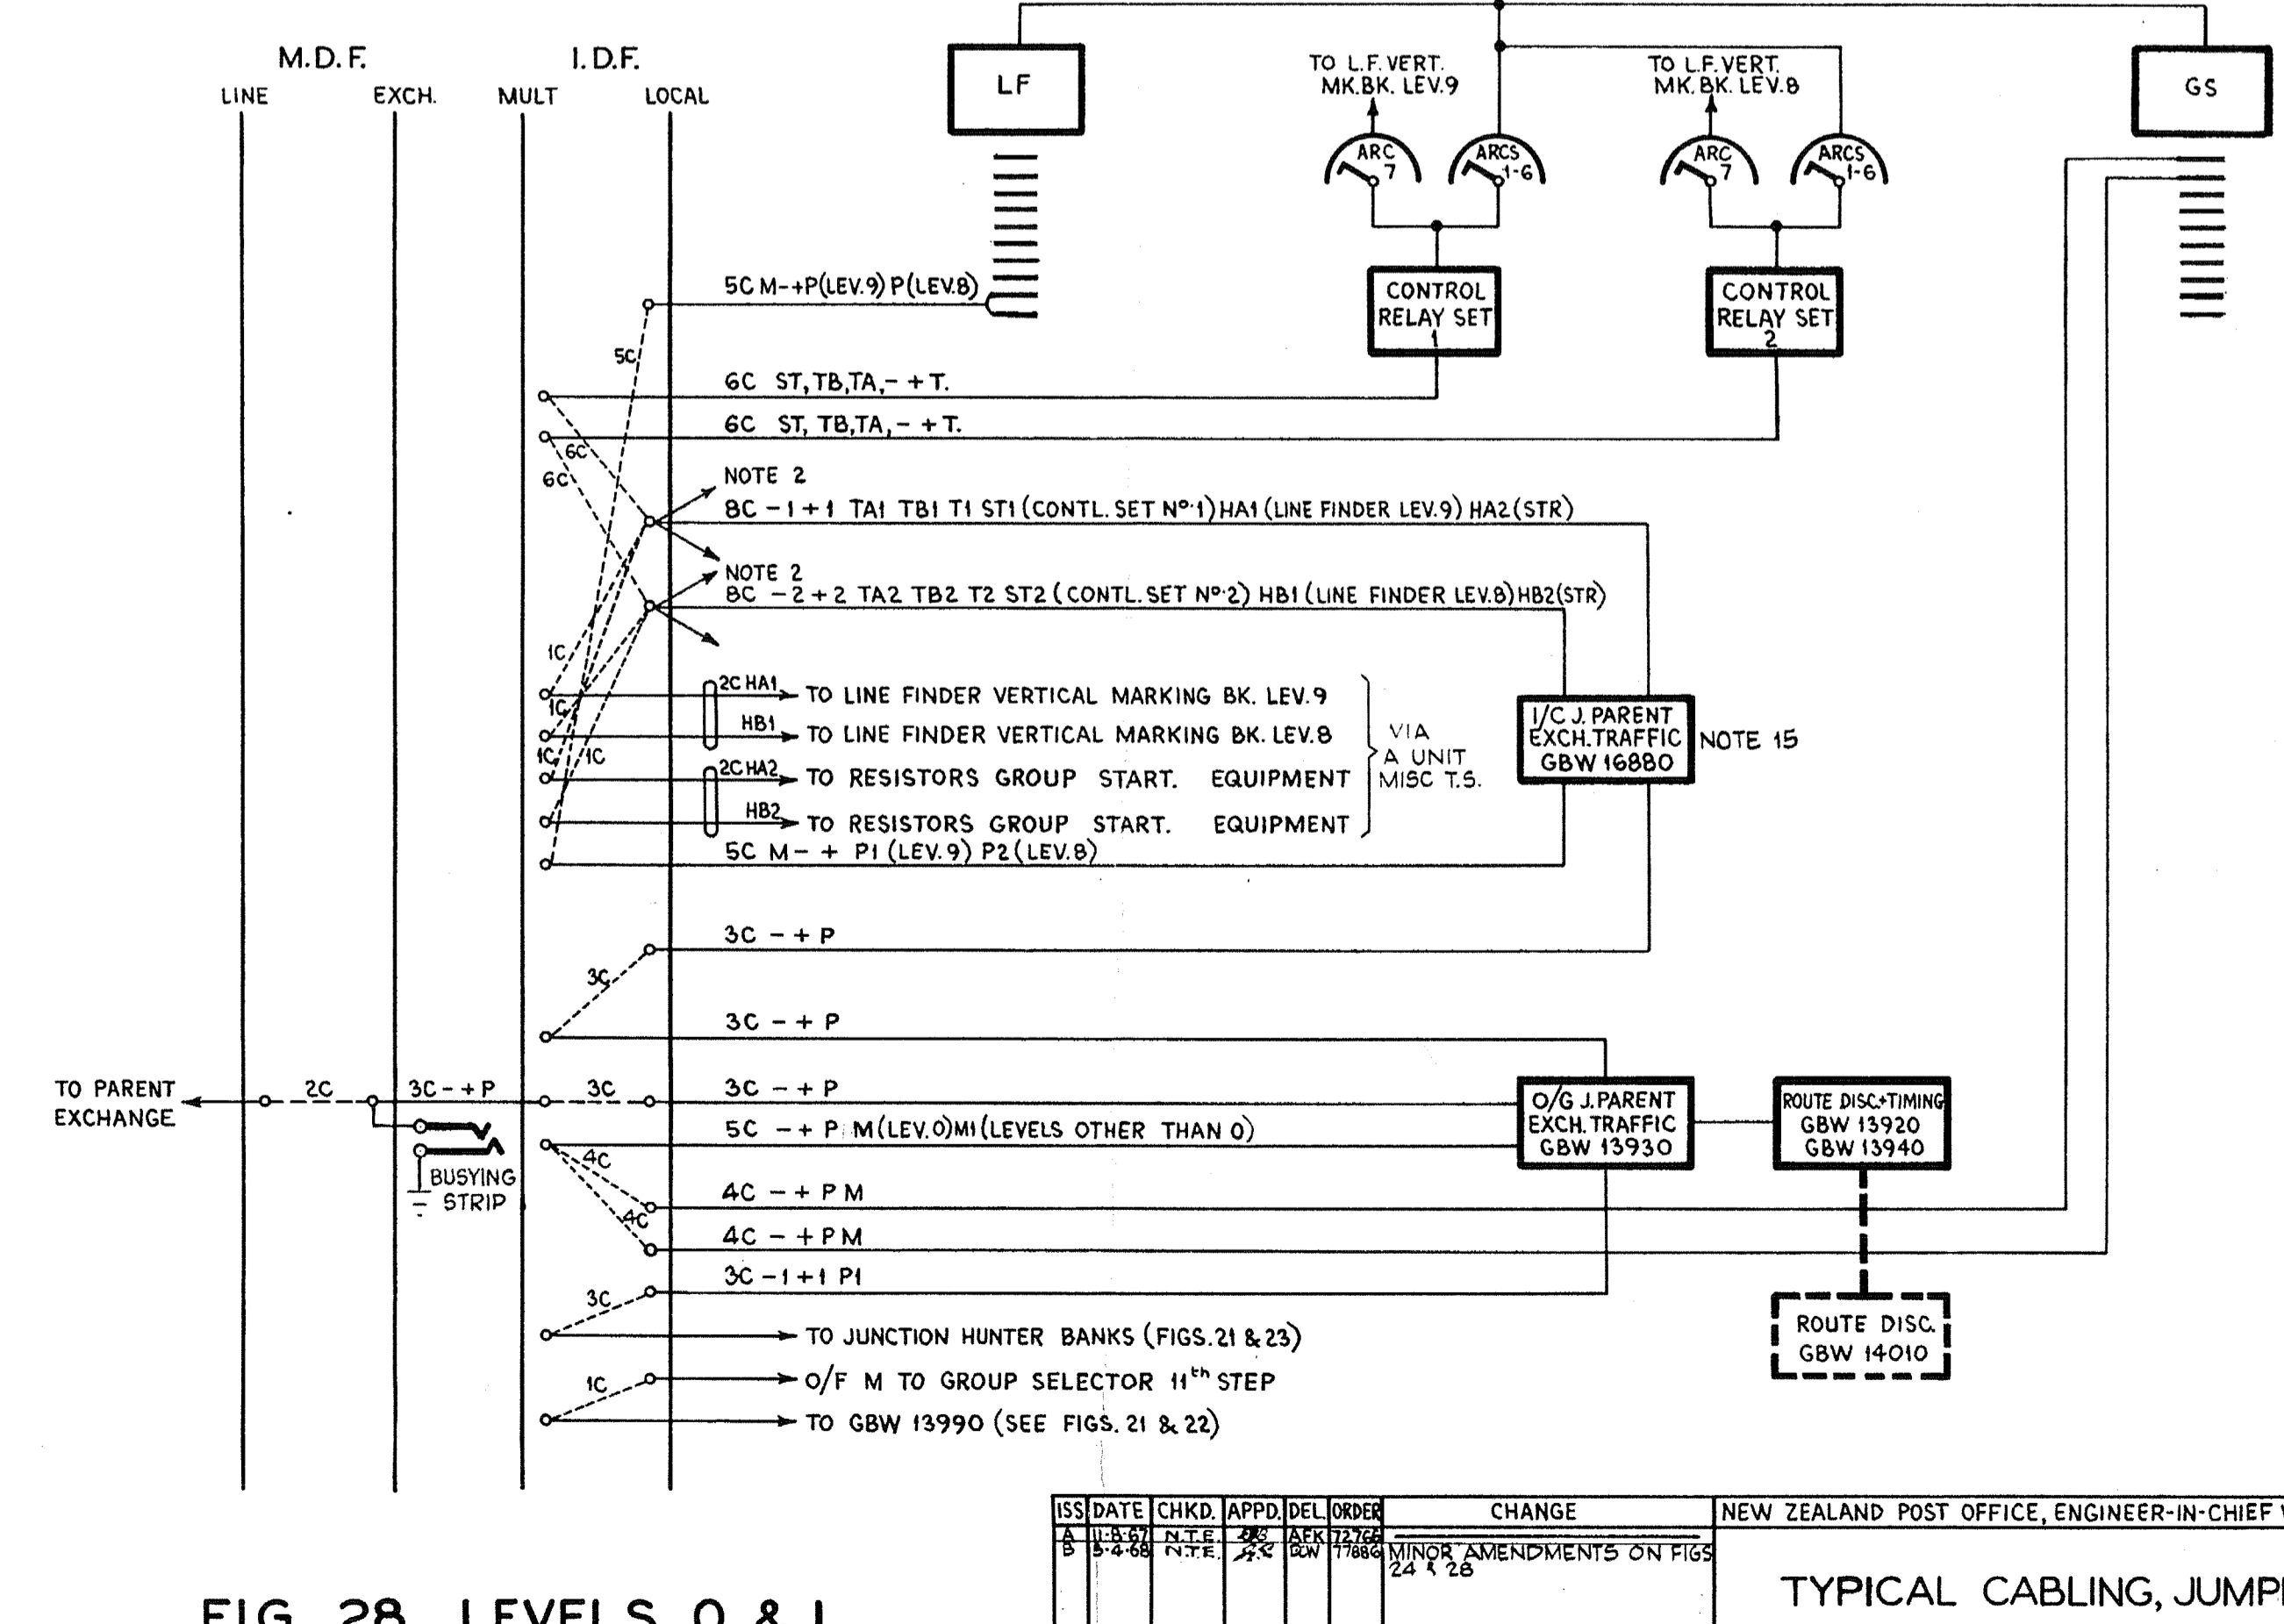 M.D.F.
I.D.F.
LINE
EXCH.
MULT
LOCAL
LF
TO L.F. VERT.
MK.BK. LEV.9
TO L.F. VERT.
MK. BK. LEV.8
GS
ARC
7
ARCS
1-6
ARC
7
ARCS
1-6
CONTROL
RELAY SET
1
CONTROL
RELAY SET
2
5C M-+P(LEV.9) P(LEV.8)
5C
6C ST,TB,TA,- + T.
6C ST, TB,TA,- + T.
6C
6C
NOTE 2
8C -1+1 TA1 TB1 T1 ST1 (CONTL. SET Nº·1) HA1 (LINE FINDER LEV.9) HA2(STR)
NOTE 2
8C -2+2 TA2 TB2 T2 ST2 (CONTL. SET Nº·2) HB1 (LINE FINDER LEV.8) HB2(STR)
1C
1C
1C
1C
2C HA1
TO LINE FINDER VERTICAL MARKING BK. LEV.9
HB1
TO LINE FINDER VERTICAL MARKING BK. LEV.8
2C HA2
TO RESISTORS GROUP START. EQUIPMENT
HB2
TO RESISTORS GROUP START. EQUIPMENT
VIA
A UNIT
MISC T.S.
I/C J. PARENT
EXCH.TRAFFIC
GBW 16880
NOTE 15
5C M- + P1 (LEV.9) P2 (LEV.8)
3C - + P
3C
3C - + P
TO PARENT
EXCHANGE
2C
3C - + P
3C
3C - + P
5C - + P M (LEV.0) M1 (LEVELS OTHER THAN 0)
O/G J. PARENT
EXCH. TRAFFIC
GBW 13930
ROUTE DISC.+TIMING
GBW 13920
GBW 13940
BUSYING
STRIP
4C
4C
4C - + P M
4C - + P M
3C -1 +1 P1
3C
TO JUNCTION HUNTER BANKS (FIGS. 21 & 23)
1C
O/F M TO GROUP SELECTOR 11th STEP
TO GBW 13990 (SEE FIGS. 21 & 22)
ROUTE DISC.
GBW 14010
ISS DATE CHKD. APPD. DEL. ORDER CHANGE
A 11-8-67 N.T.E. AFK 72766
B 5-4-68 N.T.E. 77886 MINOR AMENDMENTS ON FIGS
24 & 28
NEW ZEALAND POST OFFICE, ENGINEER-IN-CHIEF
TYPICAL CABLING, JUMP
FIG. 28 LEVELS 0 & 1